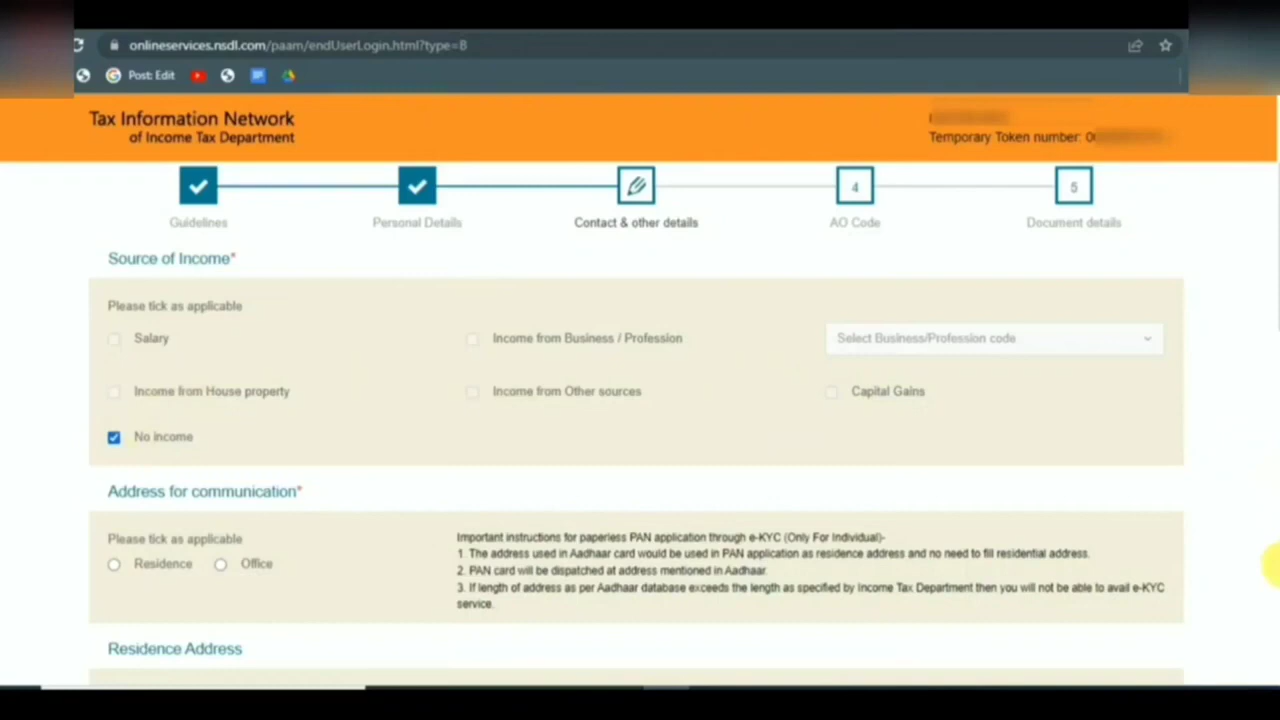 onlineservices.nsdl.com/paam/endUserLogin.html?type=B
Post: Edit
Tax Information Network
of Income Tax Department
Temporary Token number: 0
4
5
Guidelines
Personal Details
Contact & other details
AO Code
Document details
Source of Income*
Please tick as applicable
Salary
Income from Business / Profession
Select Business/Profession code
Income from House property
Income from Other sources
Capital Gains
No income
Address for communication*
Please tick as applicable
Residence
Office
Important instructions for paperless PAN application through e-KYC (Only For Individual)-
1. The address used in Aadhaar card would be used in PAN application as residence address and no need to fill residential address.
2. PAN card will be dispatched at address mentioned in Aadhaar.
3. If length of address as per Aadhaar database exceeds the length as specified by Income Tax Department then you will not be able to avail e-KYC
service.
Residence Address